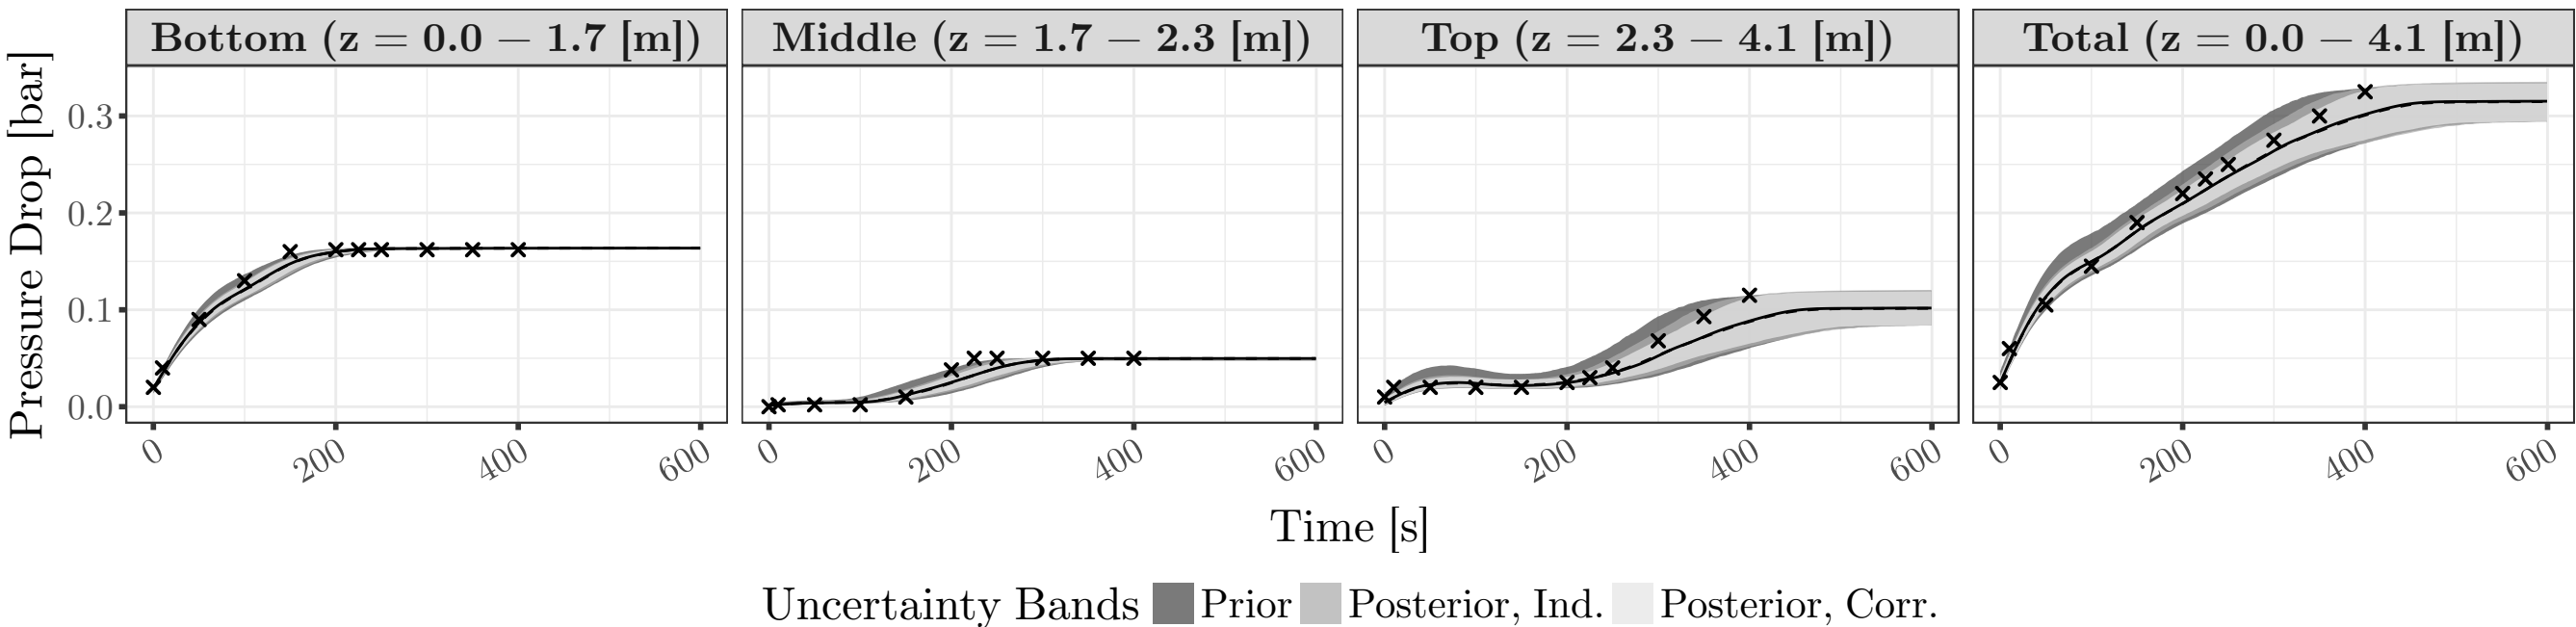 Bottom (z = 0.0 − 1.7 [m])
Middle (z = 1.7 − 2.3 [m])
Top (z = 2.3 − 4.1 [m])
Total (z = 0.0 − 4.1 [m])
Pressure Drop [bar]
0.3
0.2
0.1
0.0
0 200 400 600
0 200 400 600
0 200 400 600
0 200 400 600
Time [s]
Uncertainty Bands Prior Posterior, Ind. Posterior, Corr.